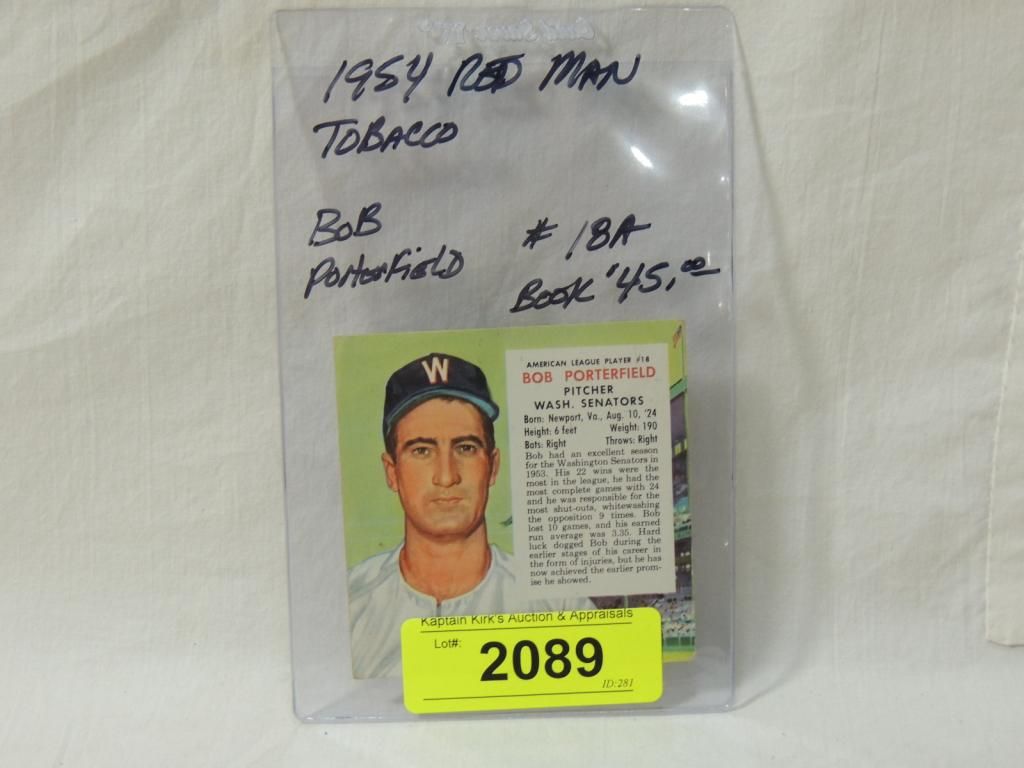 1954 RED MAN
TOBACCO
BOB
PORTERFIELD
# 18A
BOOK $45.00
W
AMERICAN LEAGUE PLAYER #18
BOB PORTERFIELD
PITCHER
WASH. SENATORS
Born: Newport, Va., Aug. 10, '24
Height: 6 feet Weight: 190
Bats: Right Throws: Right
Bob had an excellent season
for the Washington Senators in
1953. His 22 wins were the
most in the league, he had the
most complete games with 24
and he was responsible for the
most shut-outs, whitewashing
the opposition 9 times. Bob
lost 10 games, and his earned
run average was 3.35. Hard
luck dogged Bob during the
earlier stages of his career in
the form of injuries, but he has
now achieved the earlier prom-
ise he showed.
Kaptain Kirk's Auction & Appraisals
Lot#: 2089
ID:281